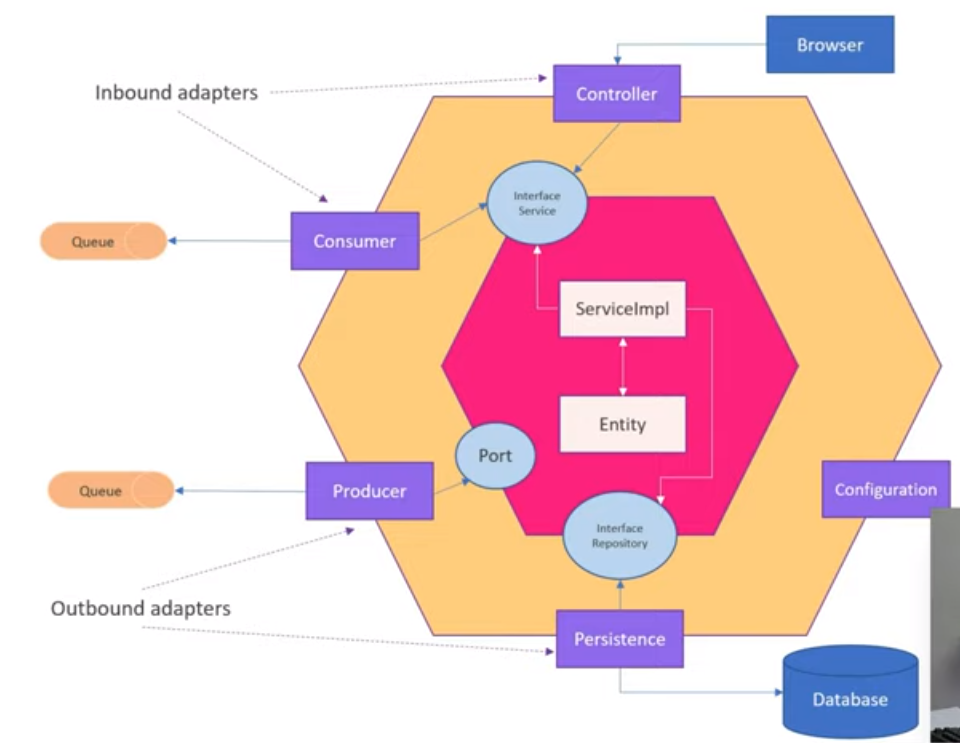 Browser
Controller
Inbound adapters
Interface
Service
Consumer
Queue
ServiceImpl
Entity
Port
Producer
Queue
Configuration
Interface
Repository
Outbound adapters
Persistence
Database